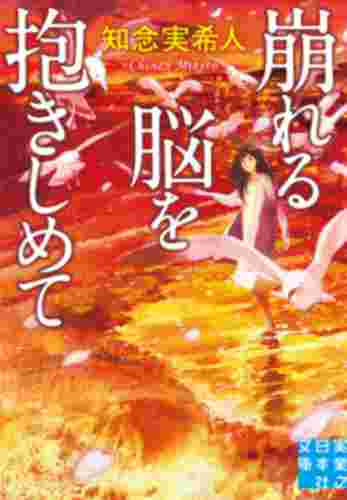 崩れる
脳を
抱きしめて
知念実希人
Chinen Mikito
実業之
日本社
文庫